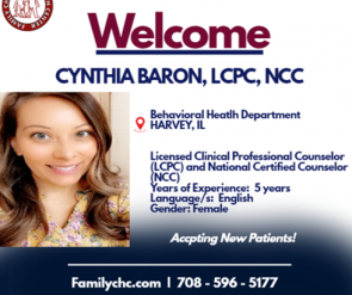 Welcome
CYNTHIA BARON, LCPC, NCC
Behavioral Heatlh Department
HARVEY, IL
Licensed Clinical Professional Counselor
(LCPC) and National Certified Counselor
(NCC)
Years of Experience: 5 years
Language/s: English
Gender: Female
Accpting New Patients!
Familychc.com | 708 - 596 - 5177